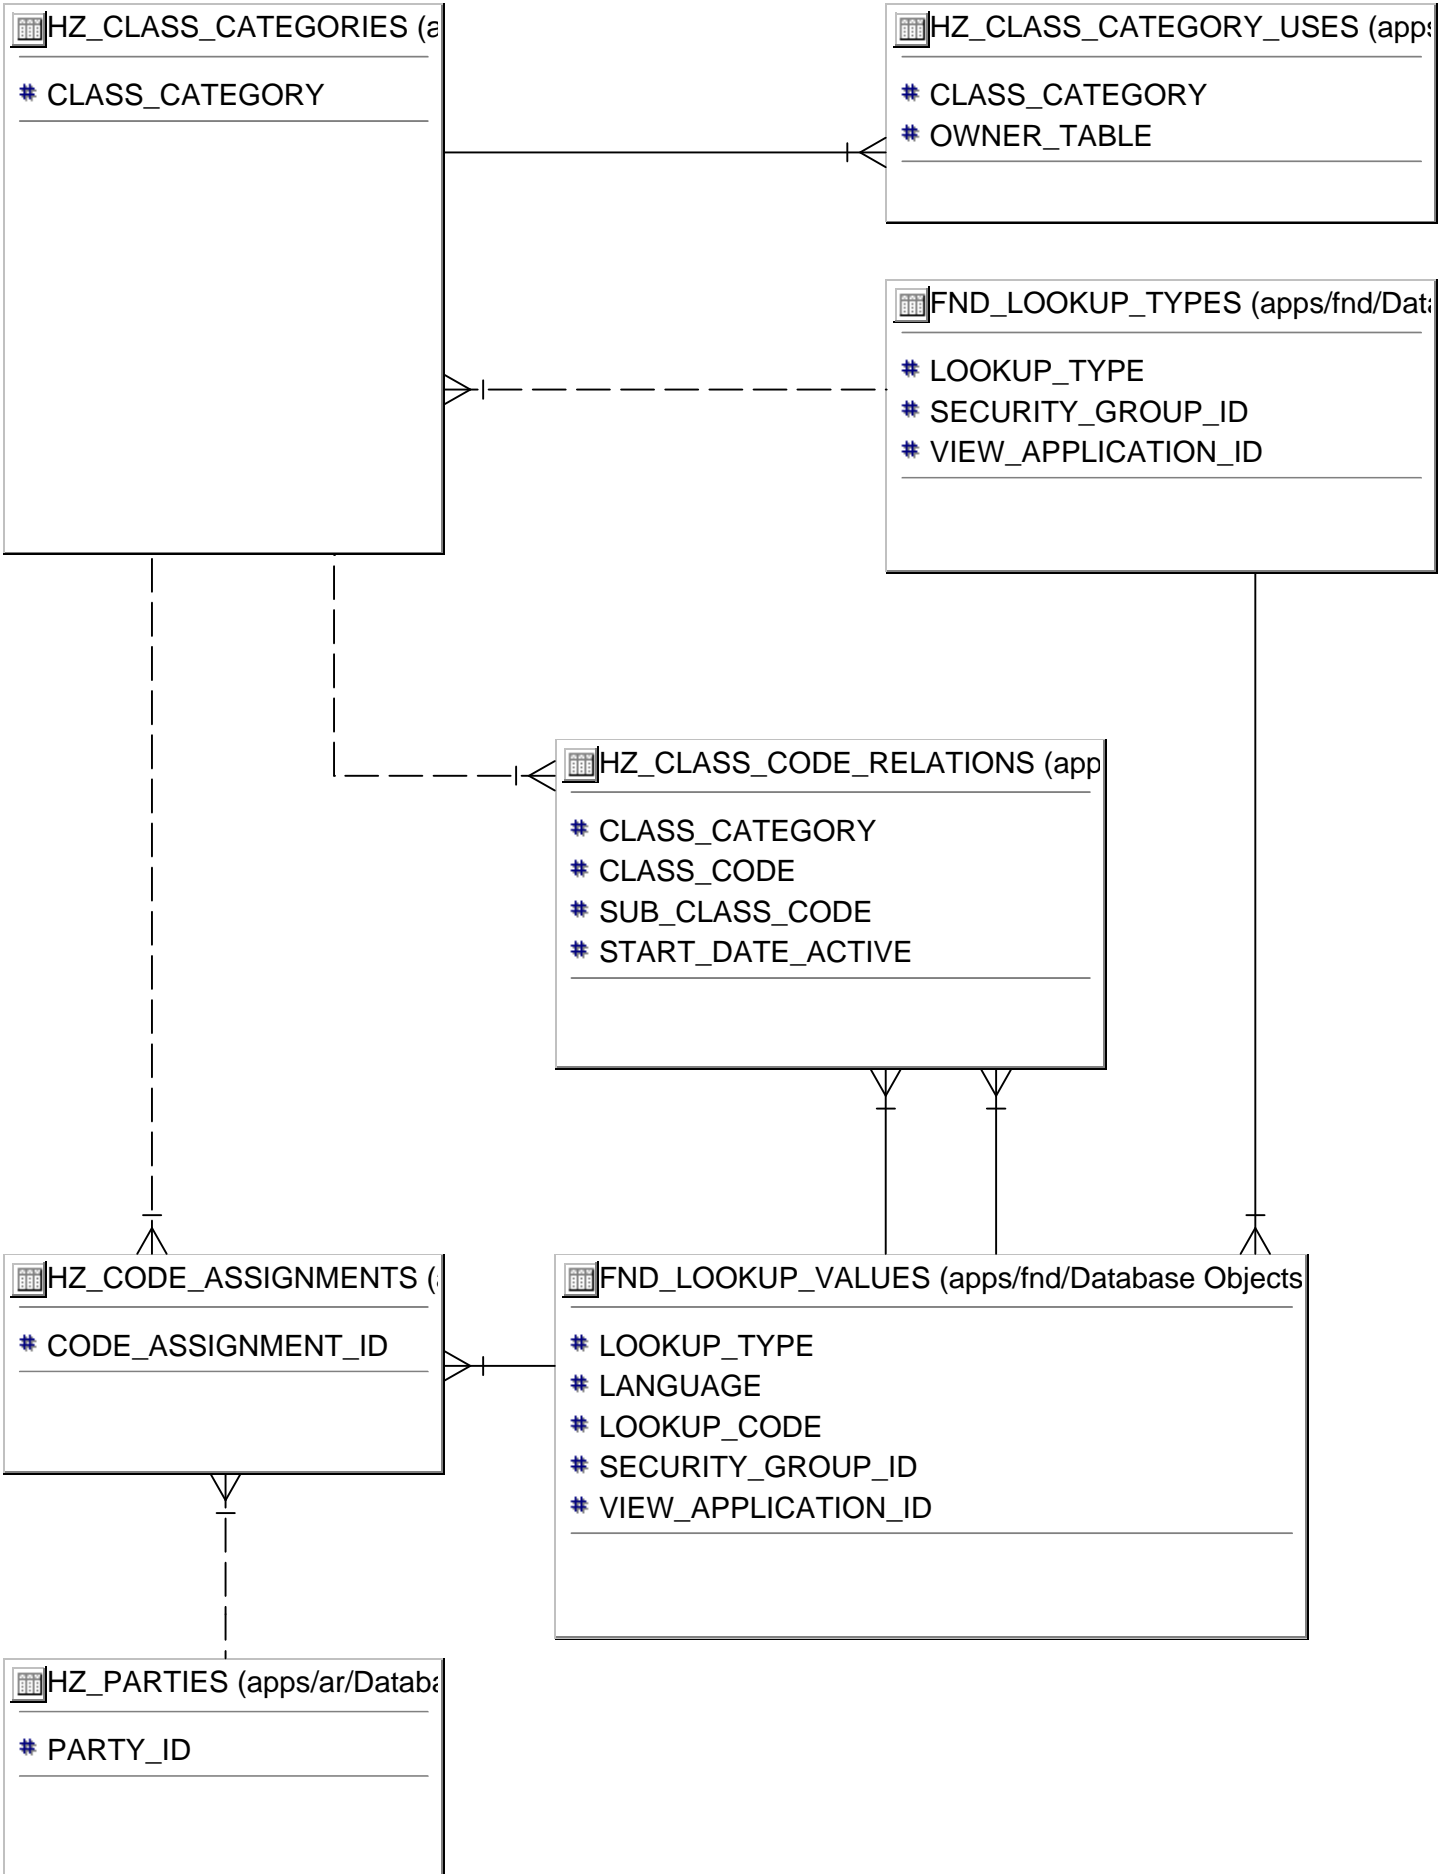 HZ_CLASS_CATEGORIES (a
# CLASS_CATEGORY
HZ_CLASS_CATEGORY_USES (apps
# CLASS_CATEGORY
# OWNER_TABLE
FND_LOOKUP_TYPES (apps/fnd/Data
# LOOKUP_TYPE
# SECURITY_GROUP_ID
# VIEW_APPLICATION_ID
HZ_CLASS_CODE_RELATIONS (app
# CLASS_CATEGORY
# CLASS_CODE
# SUB_CLASS_CODE
# START_DATE_ACTIVE
HZ_CODE_ASSIGNMENTS (
# CODE_ASSIGNMENT_ID
FND_LOOKUP_VALUES (apps/fnd/Database Objects
# LOOKUP_TYPE
# LANGUAGE
# LOOKUP_CODE
# SECURITY_GROUP_ID
# VIEW_APPLICATION_ID
HZ_PARTIES (apps/ar/Databa
# PARTY_ID